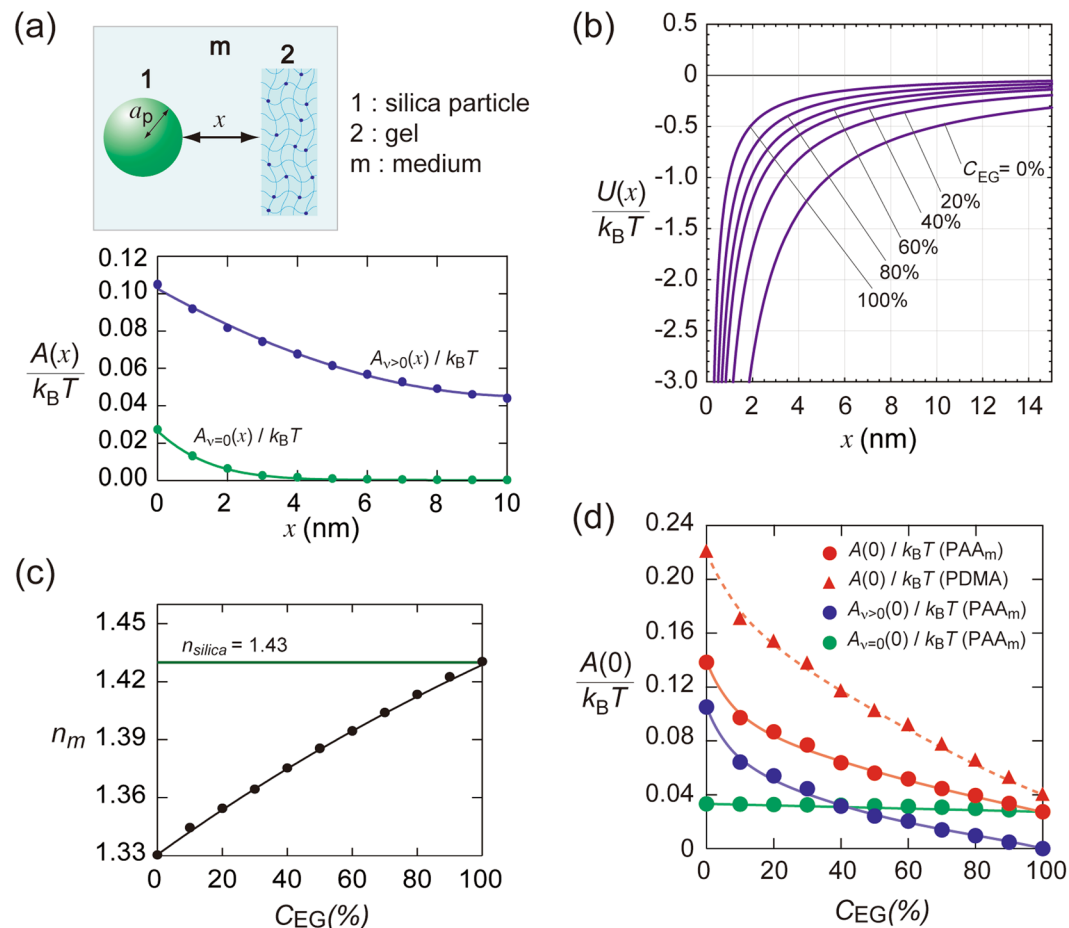 (a)
m
1
2
aₚ
x
1 : silica particle
2 : gel
m : medium
A(x)
k_BT
0.12
0.10
0.08
0.06
0.04
0.02
0.00
A_ν>0(x) / k_BT
A_ν=0(x) / k_BT
0 2 4 6 8 10
x (nm)
(b)
U(x)
k_BT
0.5
0
-0.5
-1.0
-1.5
-2.0
-2.5
-3.0
C_EG= 0%
20%
40%
60%
80%
100%
0 2 4 6 8 10 12 14
x (nm)
(c)
n_m
1.45
1.42
1.39
1.36
1.33
n_silica = 1.43
0 20 40 60 80 100
C_EG(%)
(d)
A(0)
k_BT
0.24
0.20
0.16
0.12
0.08
0.04
0
A(0) / k_BT (PAA_m)
A(0) / k_BT (PDMA)
A_ν>0(0) / k_BT (PAA_m)
A_ν=0(0) / k_BT (PAA_m)
0 20 40 60 80 100
C_EG(%)